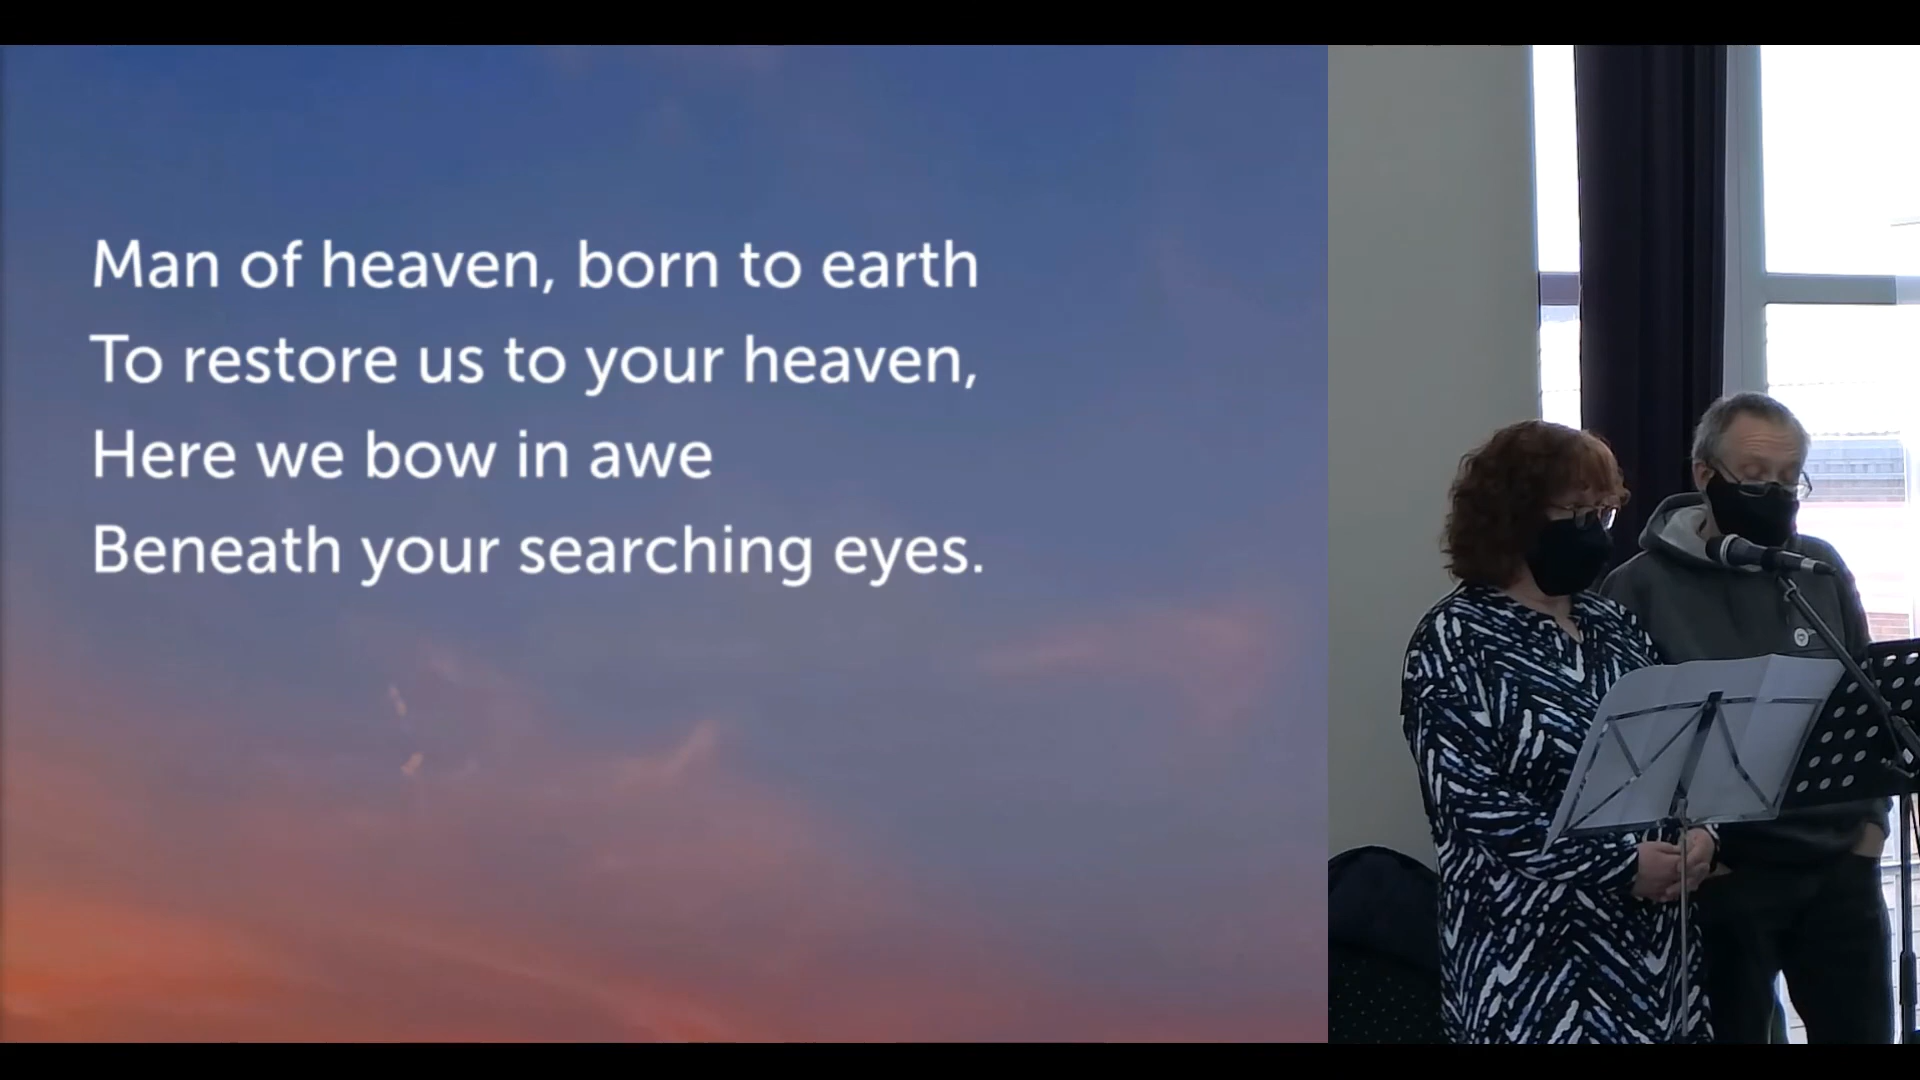 Man of heaven, born to earth
To restore us to your heaven,
Here we bow in awe
Beneath your searching eyes.